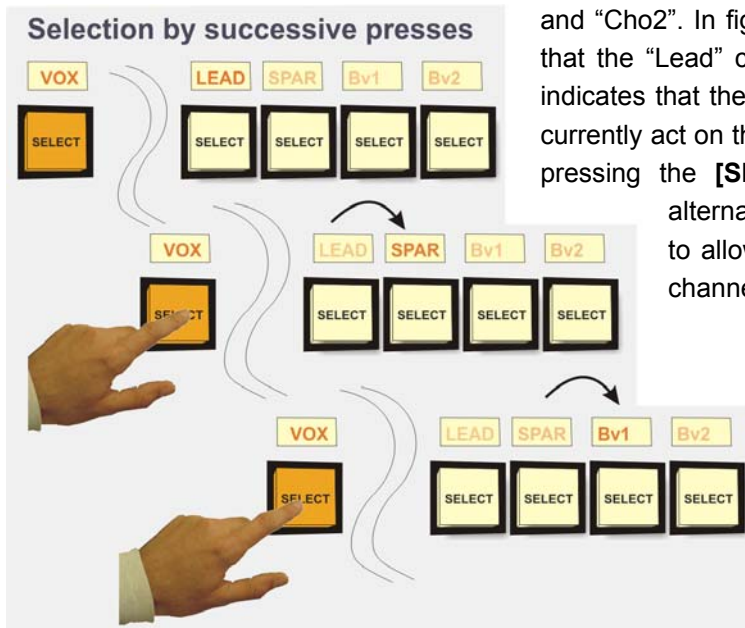 Selection by successive presses
VOX LEAD SPAR Bv1 Bv2
SELECT SELECT SELECT SELECT SELECT
VOX LEAD SPAR Bv1 Bv2
SELECT SELECT SELECT SELECT
VOX LEAD SPAR Bv1 Bv2
SELECT SELECT SELECT SELECT SELECT
and “Cho2”. In
that the “Lead”
indicates that the
currently act on
pressing the
alterna
to allow
channe